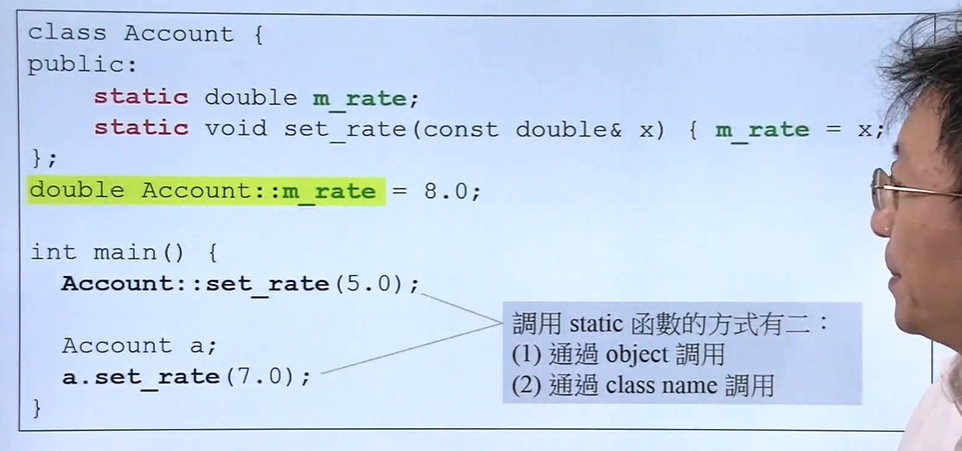 class Account {
public:
static double m_rate;
static void set_rate(const double& x) { m_rate = x;
};
double Account::m_rate = 8.0;
int main() {
Account::set_rate(5.0);
Account a;
a.set_rate(7.0);
}
調用 static 函數的方式有二：
(1) 通過 object 調用
(2) 通過 class name 調用